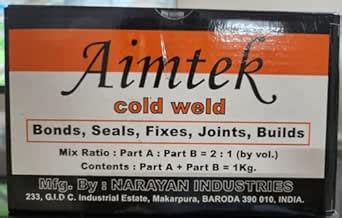 Aimtek
cold weld
Bonds, Seals, Fixes, Joints, Builds
Mix Ratio : Part A : Part B = 2 : 1 (by vol.)
Contents : Part A + Part B = 1Kg.
Mfg. By : NARAYAN INDUSTRIES
233, G.I.D C. Industrial Estate, Makarpura, BARODA 390 010, INDIA.